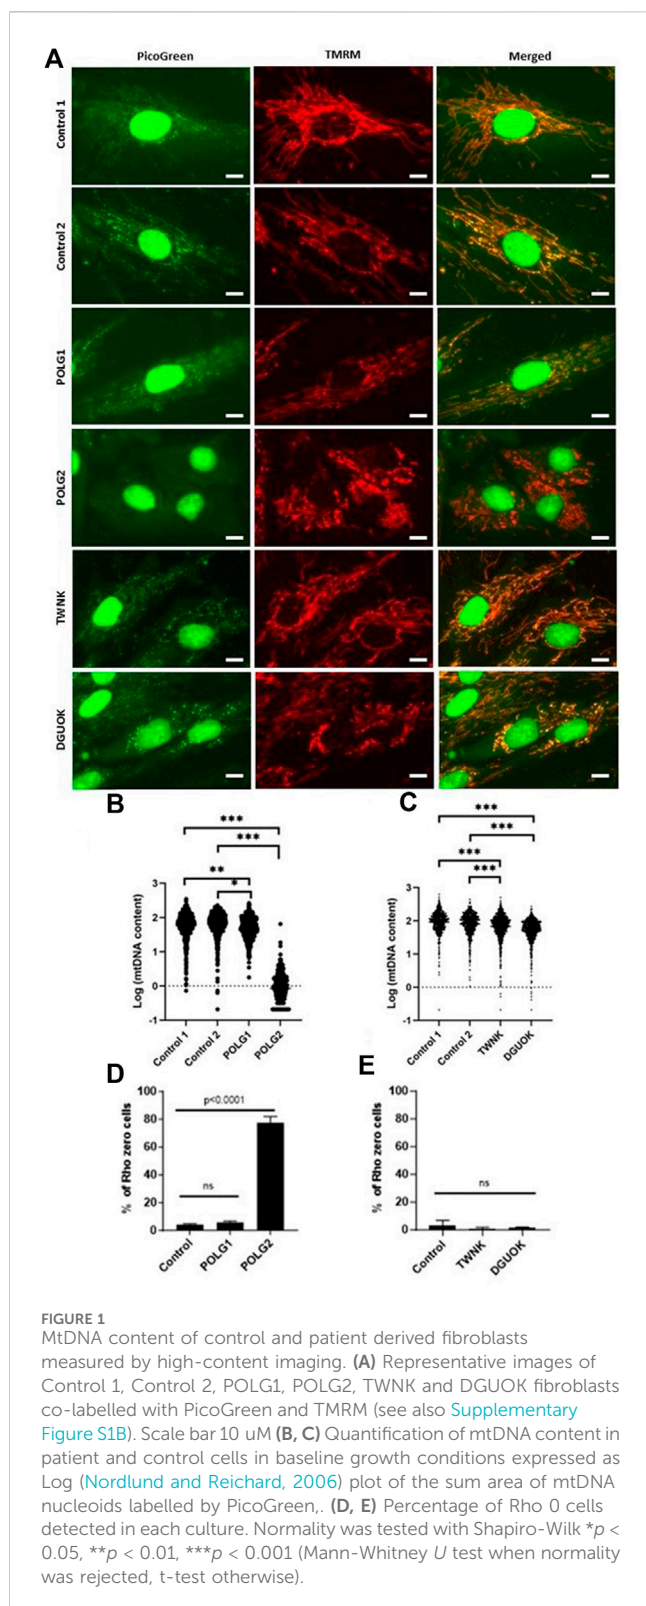 A
PicoGreen
TMRM
Merged
Control 1
Control 2
POLG1
POLG2
TWNK
DGUOK
B
***
***
**
*
Log (mtDNA content)
3
2
1
0
-1
Control 1
Control 2
POLG1
POLG2
C
***
***
***
***
Log (mtDNA content)
3
2
1
0
-1
Control 1
Control 2
TWNK
DGUOK
D
% of Rho zero cells
100
80
60
40
20
0
p<0.0001
ns
Control
POLG1
POLG2
E
% of Rho zero cells
100
80
60
40
20
0
ns
Control
TWNK
DGUOK
FIGURE 1
MtDNA content of control and patient derived fibroblasts
measured by high-content imaging. (A) Representative images of
Control 1, Control 2, POLG1, POLG2, TWNK and DGUOK fibroblasts
co-labelled with PicoGreen and TMRM (see also Supplementary
Figure S1B). Scale bar 10 uM (B, C) Quantification of mtDNA content in
patient and control cells in baseline growth conditions expressed as
Log (Nordlund and Reichard, 2006) plot of the sum area of mtDNA
nucleoids labelled by PicoGreen,. (D, E) Percentage of Rho 0 cells
detected in each culture. Normality was tested with Shapiro-Wilk *p <
0.05, **p < 0.01, ***p < 0.001 (Mann-Whitney U test when normality
was rejected, t-test otherwise).